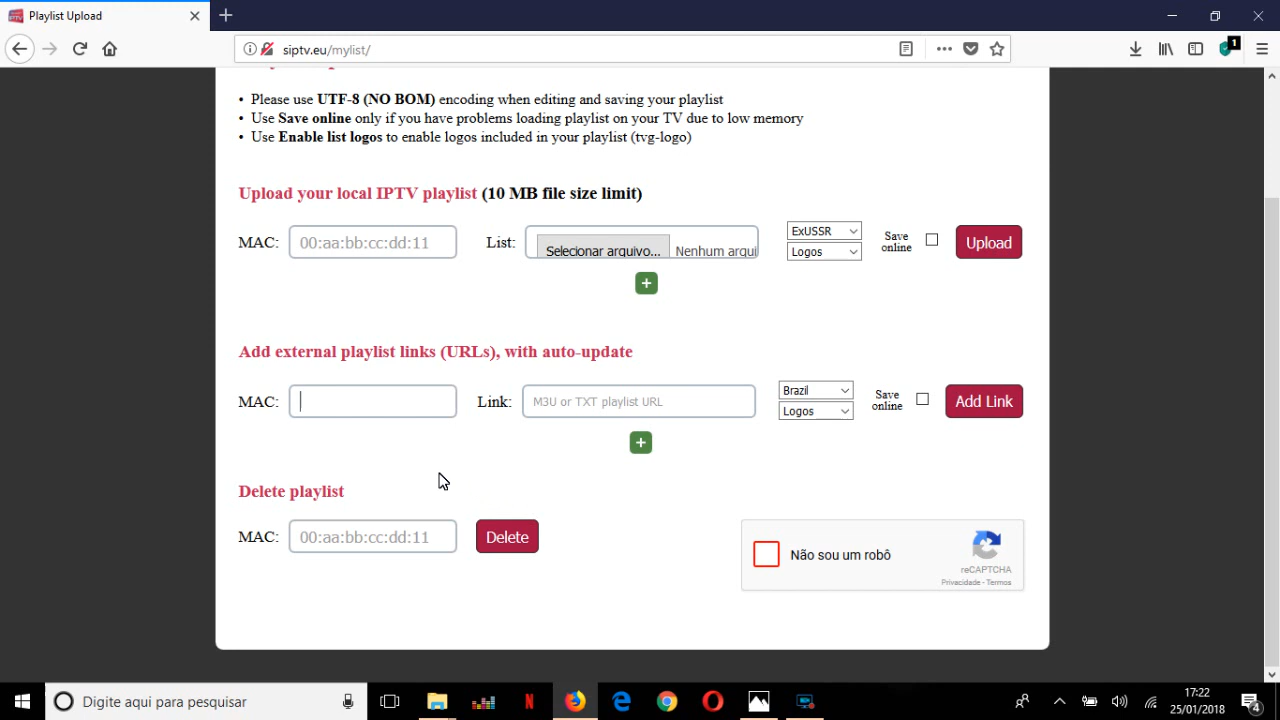 Playlist Upload
siptv.eu/mylist/
1
• Please use UTF-8 (NO BOM) encoding when editing and saving your playlist
• Use Save online only if you have problems loading playlist on your TV due to low memory
• Use Enable list logos to enable logos included in your playlist (tvg-logo)
Upload your local IPTV playlist (10 MB file size limit)
MAC: 00:aa:bb:cc:dd:11 List: Selecionar arquivo... Nenhum arqui ExUSSR Logos Save online Upload
+
Add external playlist links (URLs), with auto-update
MAC: Link: M3U or TXT playlist URL Brazil Logos Save online Add Link
+
Delete playlist
MAC: 00:aa:bb:cc:dd:11 Delete
Não sou um robô
reCAPTCHA
Privacidade - Termos
Digite aqui para pesquisar
17:22
25/01/2018
4